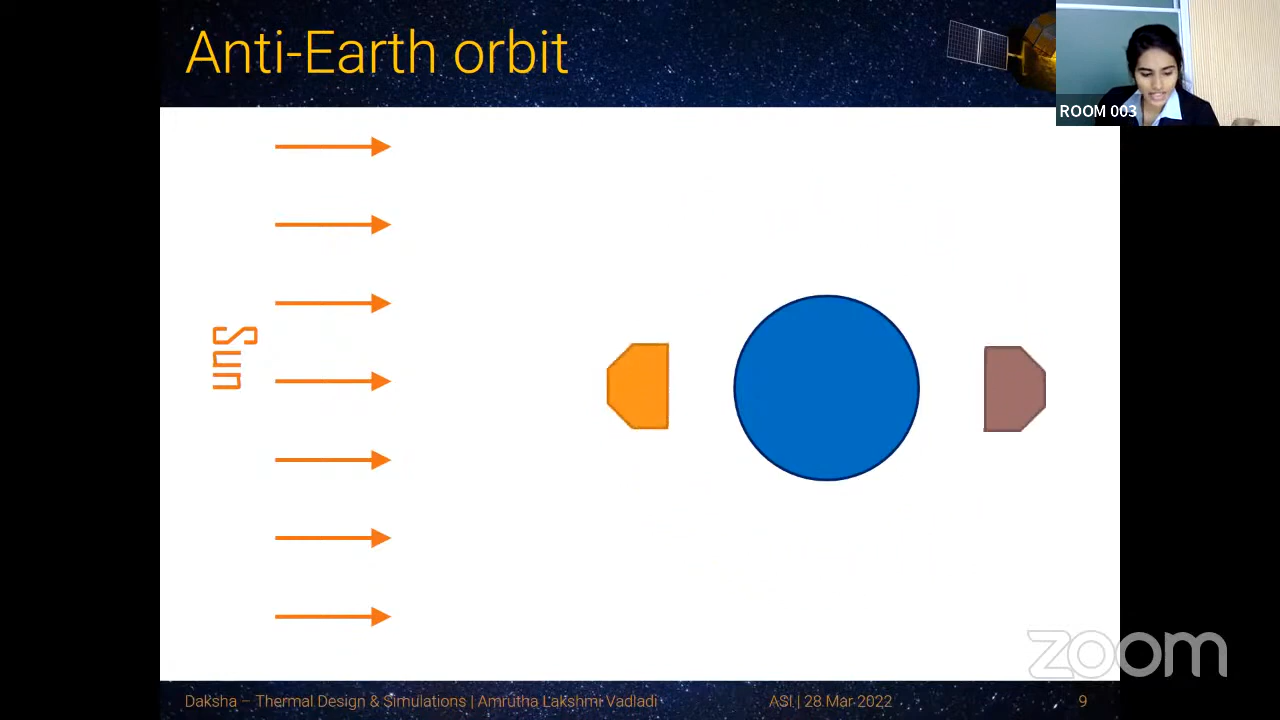 Anti-Earth orbit
ROOM 003
Sun
zoom
Daksha – Thermal Design & Simulations | Amrutha Lakshmi Vadladi
ASI | 28 Mar 2022
9